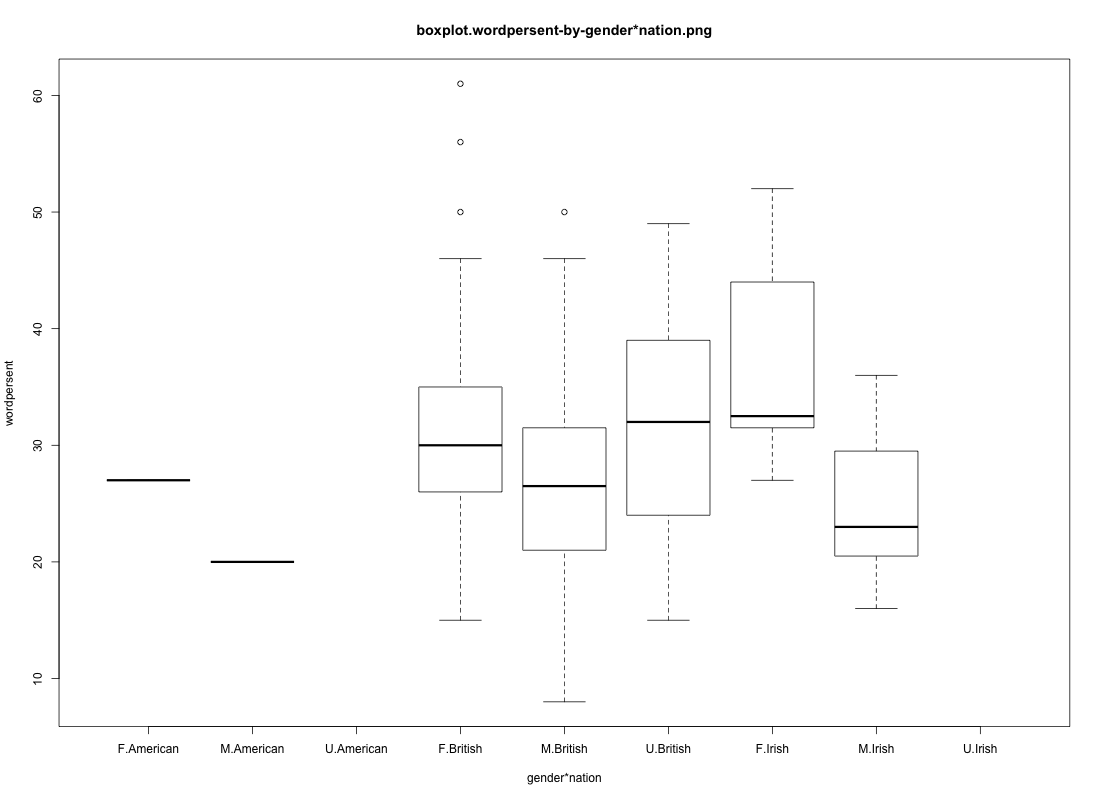 boxplot.wordpersent-by-gender*nation.png
wordpersent
60
50
40
30
20
10
F.American M.American U.American F.British M.British U.British F.Irish M.Irish U.Irish
gender*nation